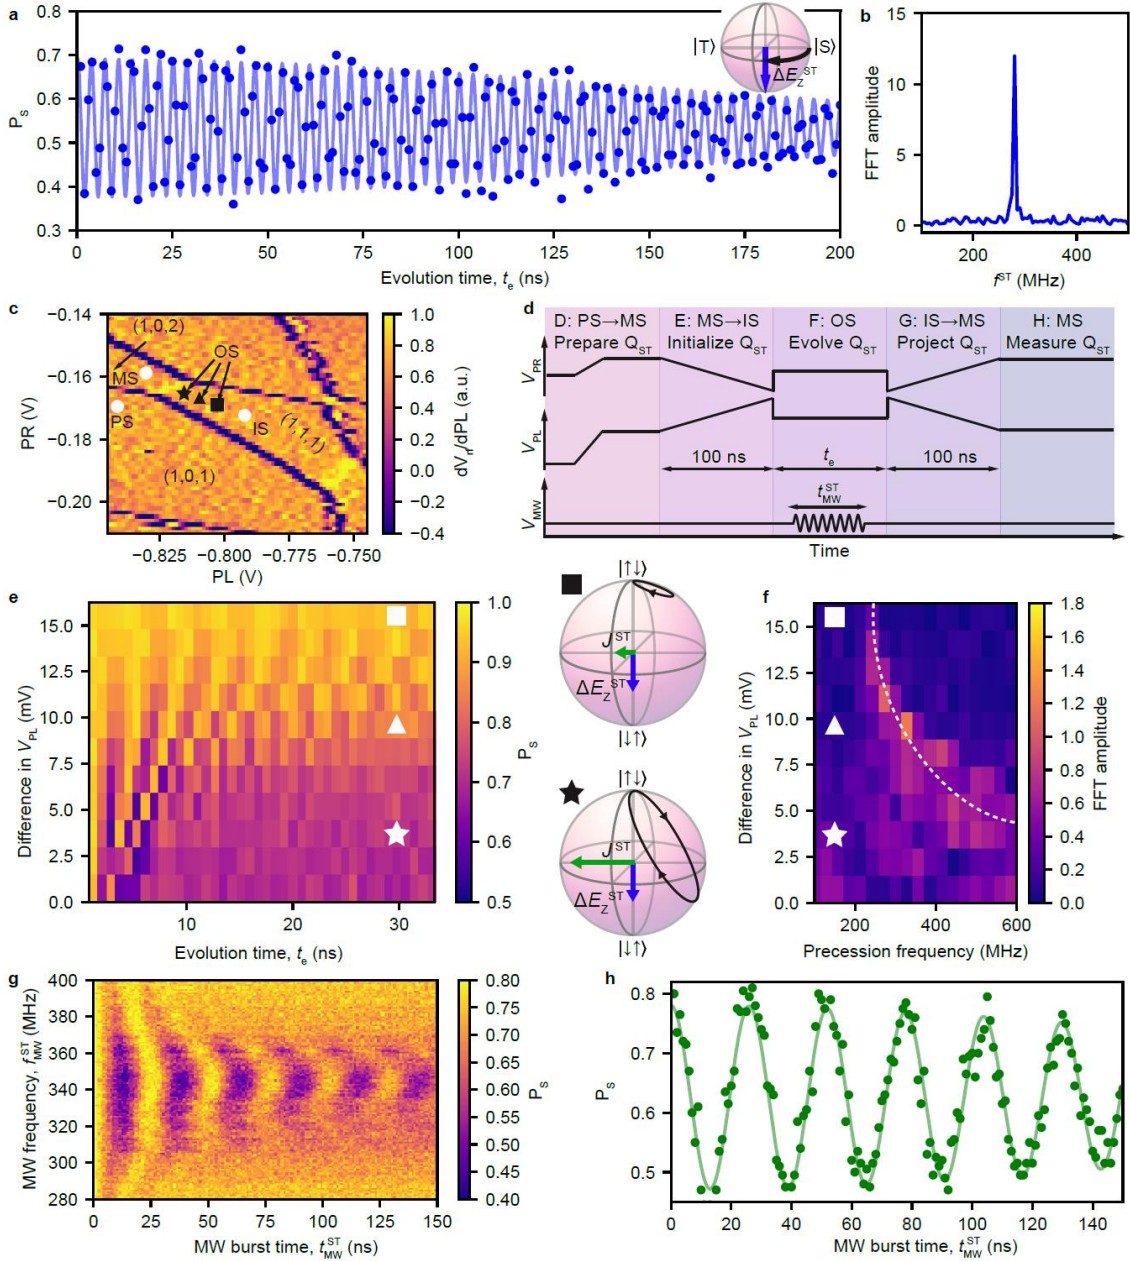 a
0.8
0.7
0.6
0.5
0.4
0.3
P_S
0 25 50 75 100 125 150 175 200
Evolution time, t_e (ns)
|T⟩ |S⟩
ΔE_Z^ST
b
15
10
5
0
FFT amplitude
200 400
f^ST (MHz)
c
−0.14
−0.16
−0.18
−0.20
PR (V)
(1,0,2)
OS
MS
PS
IS
(1,1,1)
(1,0,1)
−0.825 −0.800 −0.775 −0.750
PL (V)
1.0
0.8
0.6
0.4
0.2
0.0
−0.2
−0.4
dV_rf/dPL (a.u.)
d
D: PS→MS E: MS→IS F: OS G: IS→MS H: MS
Prepare Q_ST Initialize Q_ST Evolve Q_ST Project Q_ST Measure Q_ST
V_PR
V_PL
100 ns t_e 100 ns
t_MW^ST
V_MW
Time
e
15.0
12.5
10.0
7.5
5.0
2.5
0.0
Difference in V_PL (mV)
10 20 30
Evolution time, t_e (ns)
1.0
0.9
0.8
0.7
0.6
0.5
P_S
|↑↓⟩
J^ST
ΔE_Z^ST
|↓↑⟩
|↑↓⟩
J^ST
ΔE_Z^ST
|↓↑⟩
f
15.0
12.5
10.0
7.5
5.0
2.5
0.0
Difference in V_PL (mV)
200 400 600
Precession frequency (MHz)
1.8
1.6
1.4
1.2
1.0
0.8
0.6
0.4
0.2
0.0
FFT amplitude
g
400
380
360
340
320
300
280
MW frequency, f_MW^ST (MHz)
0 25 50 75 100 125 150
MW burst time, t_MW^ST (ns)
0.80
0.75
0.70
0.65
0.60
0.55
0.50
0.45
0.40
P_S
h
0.8
0.7
0.6
0.5
P_S
0 20 40 60 80 100 120 140
MW burst time, t_MW^ST (ns)